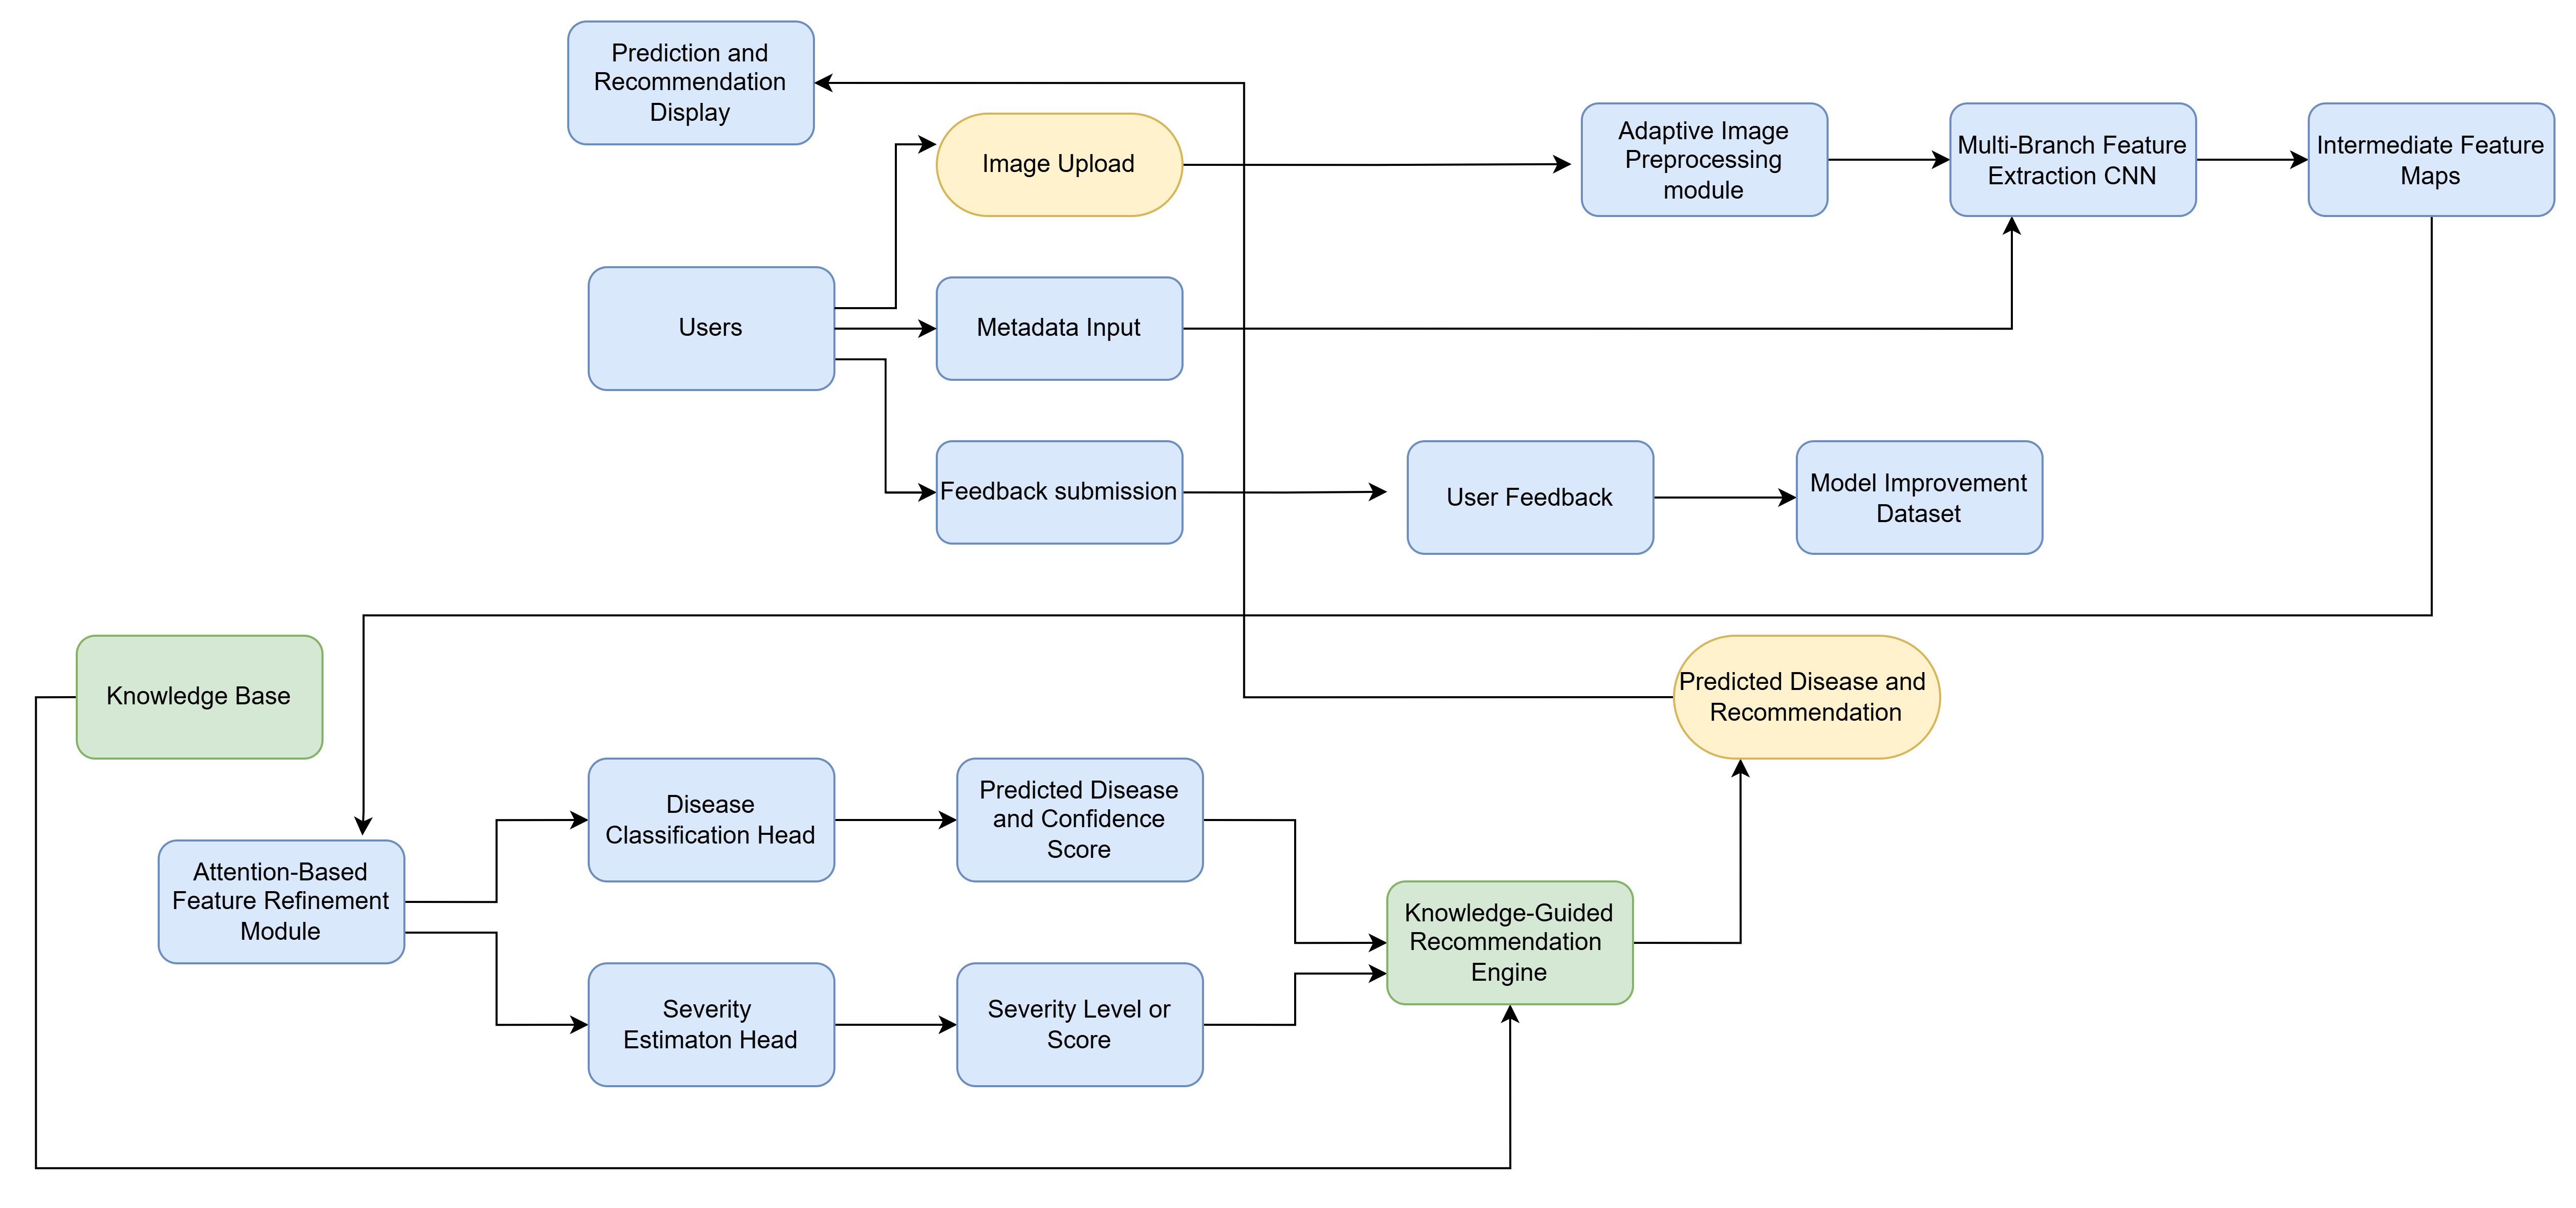 Prediction and
Recommendation
Display
Image Upload
Adaptive Image
Preprocessing
module
Multi-Branch Feature
Extraction CNN
Intermediate Feature
Maps
Users
Metadata Input
Feedback submission
User Feedback
Model Improvement
Dataset
Knowledge Base
Predicted Disease and
Recommendation
Disease
Classification Head
Predicted Disease
and Confidence
Score
Attention-Based
Feature Refinement
Module
Knowledge-Guided
Recommendation
Engine
Severity
Estimaton Head
Severity Level or
Score